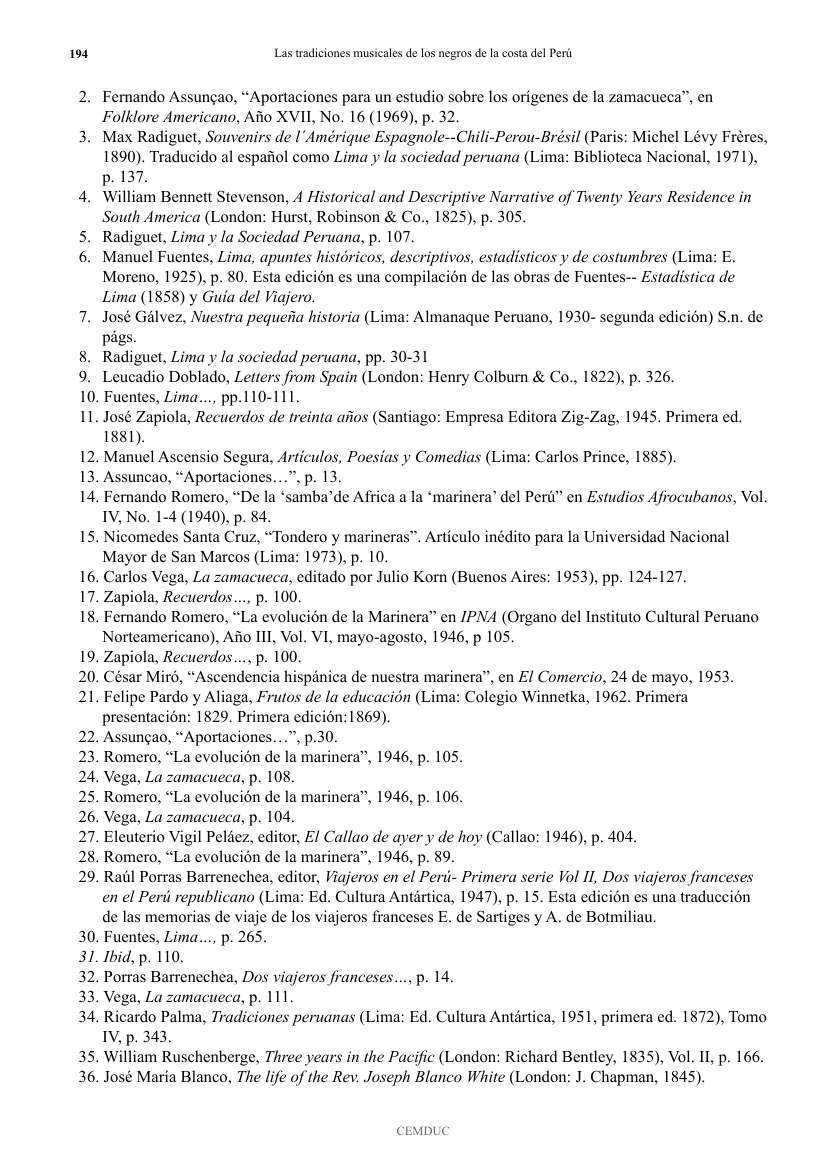 194
Las tradiciones musicales de los negros de la costa del Perú
2. Fernando Assunçao, “Aportaciones para un estudio sobre los orígenes de la zamacueca”, en
Folklore Americano, Año XVII, No. 16 (1969), p. 32.
3. Max Radiguet, Souvenirs de l´Amérique Espagnole--Chili-Perou-Brésil (Paris: Michel Lévy Frères,
1890). Traducido al español como Lima y la sociedad peruana (Lima: Biblioteca Nacional, 1971),
p. 137.
4. William Bennett Stevenson, A Historical and Descriptive Narrative of Twenty Years Residence in
South America (London: Hurst, Robinson & Co., 1825), p. 305.
5. Radiguet, Lima y la Sociedad Peruana, p. 107.
6. Manuel Fuentes, Lima, apuntes históricos, descriptivos, estadísticos y de costumbres (Lima: E.
Moreno, 1925), p. 80. Esta edición es una compilación de las obras de Fuentes-- Estadística de
Lima (1858) y Guía del Viajero.
7. José Gálvez, Nuestra pequeña historia (Lima: Almanaque Peruano, 1930- segunda edición) S.n. de
págs.
8. Radiguet, Lima y la sociedad peruana, pp. 30-31
9. Leucadio Doblado, Letters from Spain (London: Henry Colburn & Co., 1822), p. 326.
10. Fuentes, Lima…, pp.110-111.
11. José Zapiola, Recuerdos de treinta años (Santiago: Empresa Editora Zig-Zag, 1945. Primera ed.
1881).
12. Manuel Ascensio Segura, Artículos, Poesías y Comedias (Lima: Carlos Prince, 1885).
13. Assuncao, “Aportaciones…”, p. 13.
14. Fernando Romero, “De la ‘samba’de Africa a la ‘marinera’ del Perú” en Estudios Afrocubanos, Vol.
IV, No. 1-4 (1940), p. 84.
15. Nicomedes Santa Cruz, “Tondero y marineras”. Artículo inédito para la Universidad Nacional
Mayor de San Marcos (Lima: 1973), p. 10.
16. Carlos Vega, La zamacueca, editado por Julio Korn (Buenos Aires: 1953), pp. 124-127.
17. Zapiola, Recuerdos…, p. 100.
18. Fernando Romero, “La evolución de la Marinera” en IPNA (Organo del Instituto Cultural Peruano
Norteamericano), Año III, Vol. VI, mayo-agosto, 1946, p 105.
19. Zapiola, Recuerdos…, p. 100.
20. César Miró, “Ascendencia hispánica de nuestra marinera”, en El Comercio, 24 de mayo, 1953.
21. Felipe Pardo y Aliaga, Frutos de la educación (Lima: Colegio Winnetka, 1962. Primera
presentación: 1829. Primera edición:1869).
22. Assunçao, “Aportaciones…”, p.30.
23. Romero, “La evolución de la marinera”, 1946, p. 105.
24. Vega, La zamacueca, p. 108.
25. Romero, “La evolución de la marinera”, 1946, p. 106.
26. Vega, La zamacueca, p. 104.
27. Eleuterio Vigil Peláez, editor, El Callao de ayer y de hoy (Callao: 1946), p. 404.
28. Romero, “La evolución de la marinera”, 1946, p. 89.
29. Raúl Porras Barrenechea, editor, Viajeros en el Perú- Primera serie Vol II, Dos viajeros franceses
en el Perú republicano (Lima: Ed. Cultura Antártica, 1947), p. 15. Esta edición es una traducción
de las memorias de viaje de los viajeros franceses E. de Sartiges y A. de Botmiliau.
30. Fuentes, Lima…, p. 265.
31. Ibid, p. 110.
32. Porras Barrenechea, Dos viajeros franceses…, p. 14.
33. Vega, La zamacueca, p. 111.
34. Ricardo Palma, Tradiciones peruanas (Lima: Ed. Cultura Antártica, 1951, primera ed. 1872), Tomo
IV, p. 343.
35. William Ruschenberge, Three years in the Pacific (London: Richard Bentley, 1835), Vol. II, p. 166.
36. José María Blanco, The life of the Rev. Joseph Blanco White (London: J. Chapman, 1845).
CEMDUC